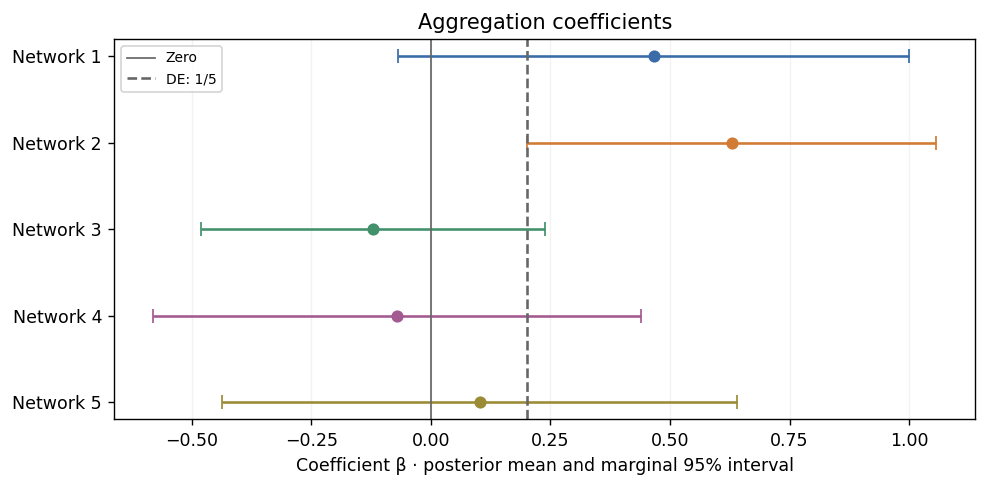 Aggregation coefficients
Zero
DE: 1/5
Network 1
Network 2
Network 3
Network 4
Network 5
−0.50 −0.25 0.00 0.25 0.50 0.75 1.00
Coefficient β · posterior mean and marginal 95% interval